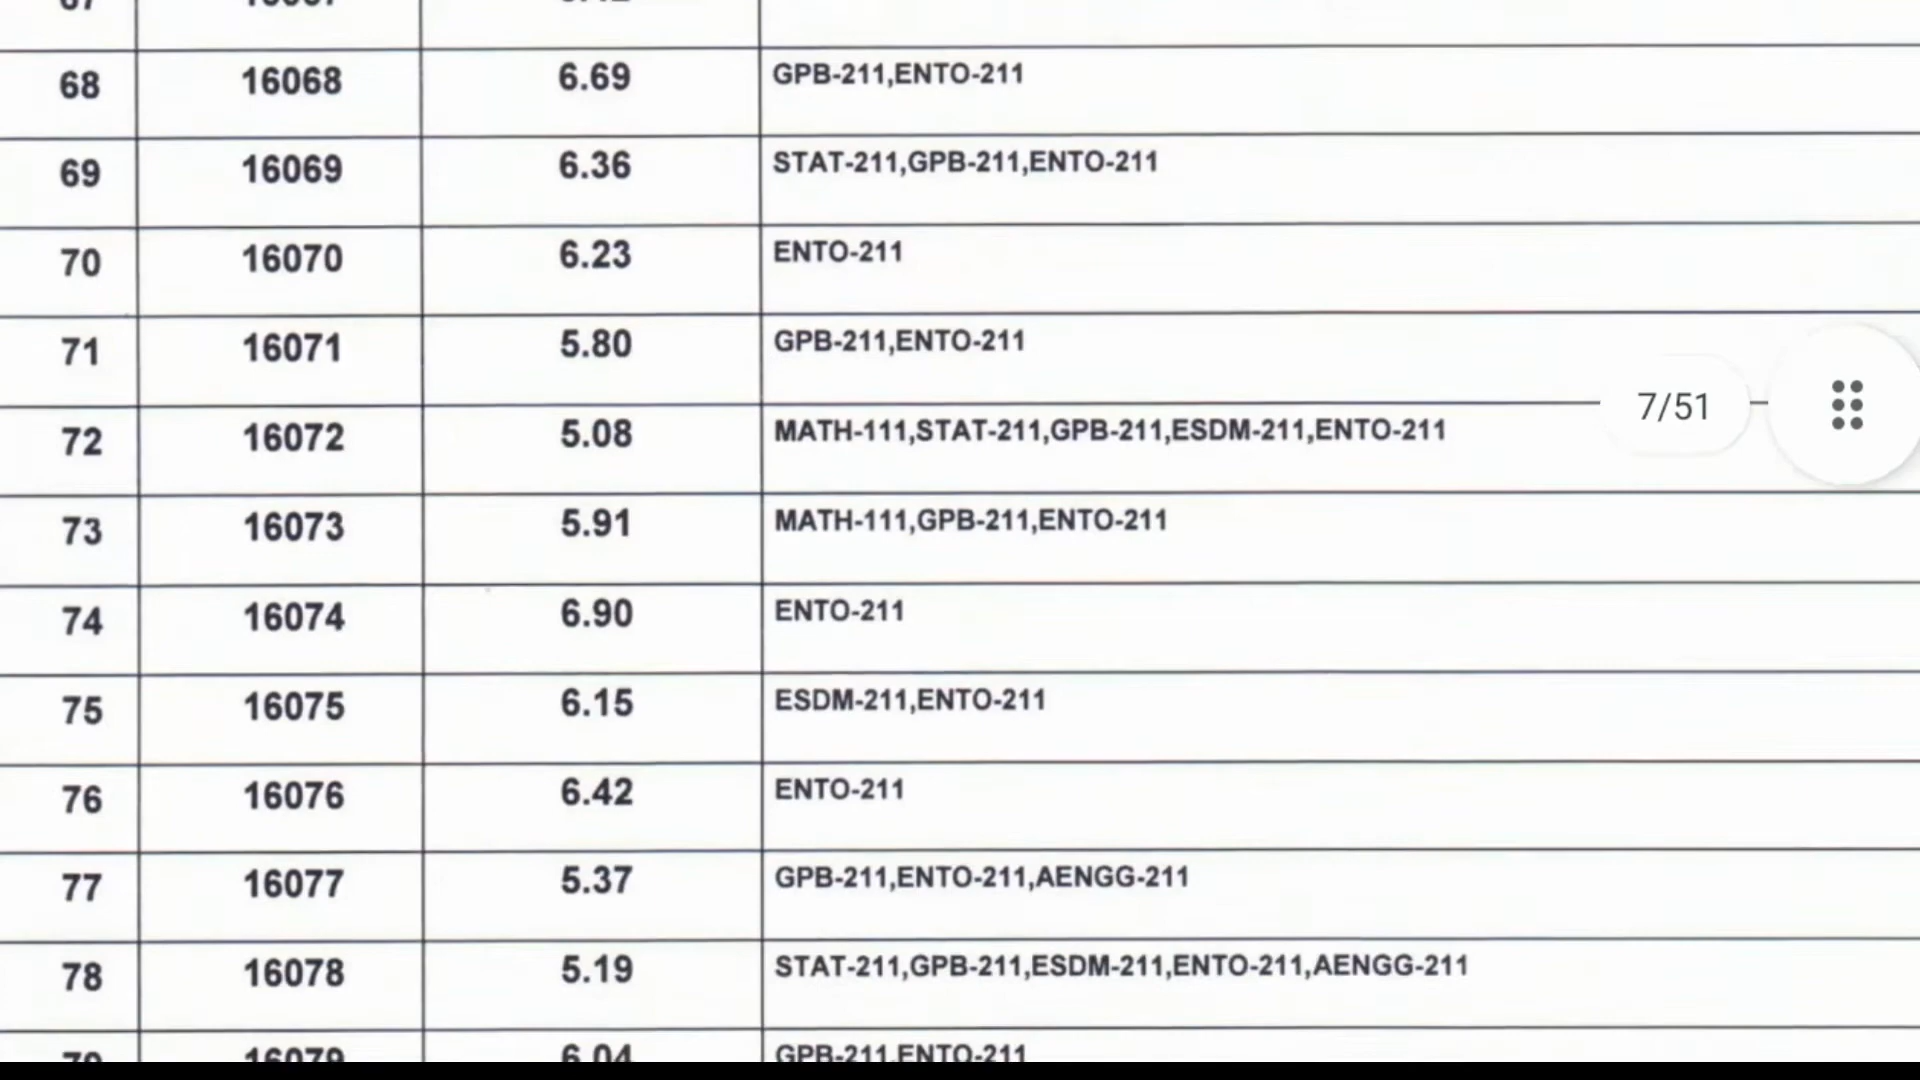 68 16068 6.69 GPB-211,ENTO-211
69 16069 6.36 STAT-211,GPB-211,ENTO-211
70 16070 6.23 ENTO-211
71 16071 5.80 GPB-211,ENTO-211
7/51
72 16072 5.08 MATH-111,STAT-211,GPB-211,ESDM-211,ENTO-211
73 16073 5.91 MATH-111,GPB-211,ENTO-211
74 16074 6.90 ENTO-211
75 16075 6.15 ESDM-211,ENTO-211
76 16076 6.42 ENTO-211
77 16077 5.37 GPB-211,ENTO-211,AENGG-211
78 16078 5.19 STAT-211,GPB-211,ESDM-211,ENTO-211,AENGG-211
79 16079 6.04 GPB-211,ENTO-211